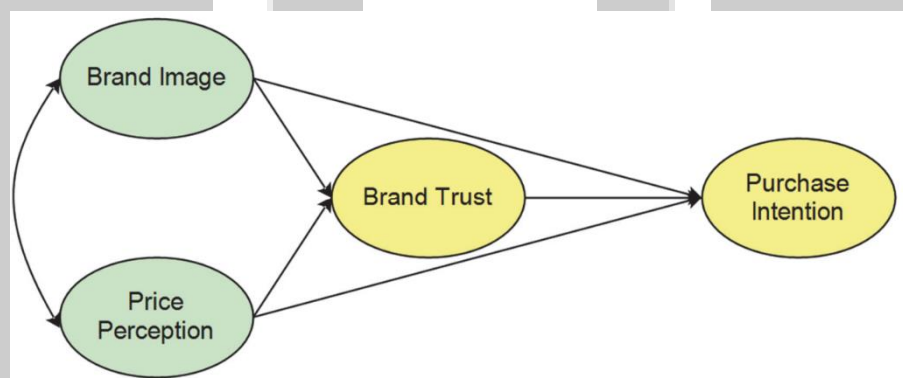 Brand Image
Brand Trust
Purchase
Intention
Price
Perception